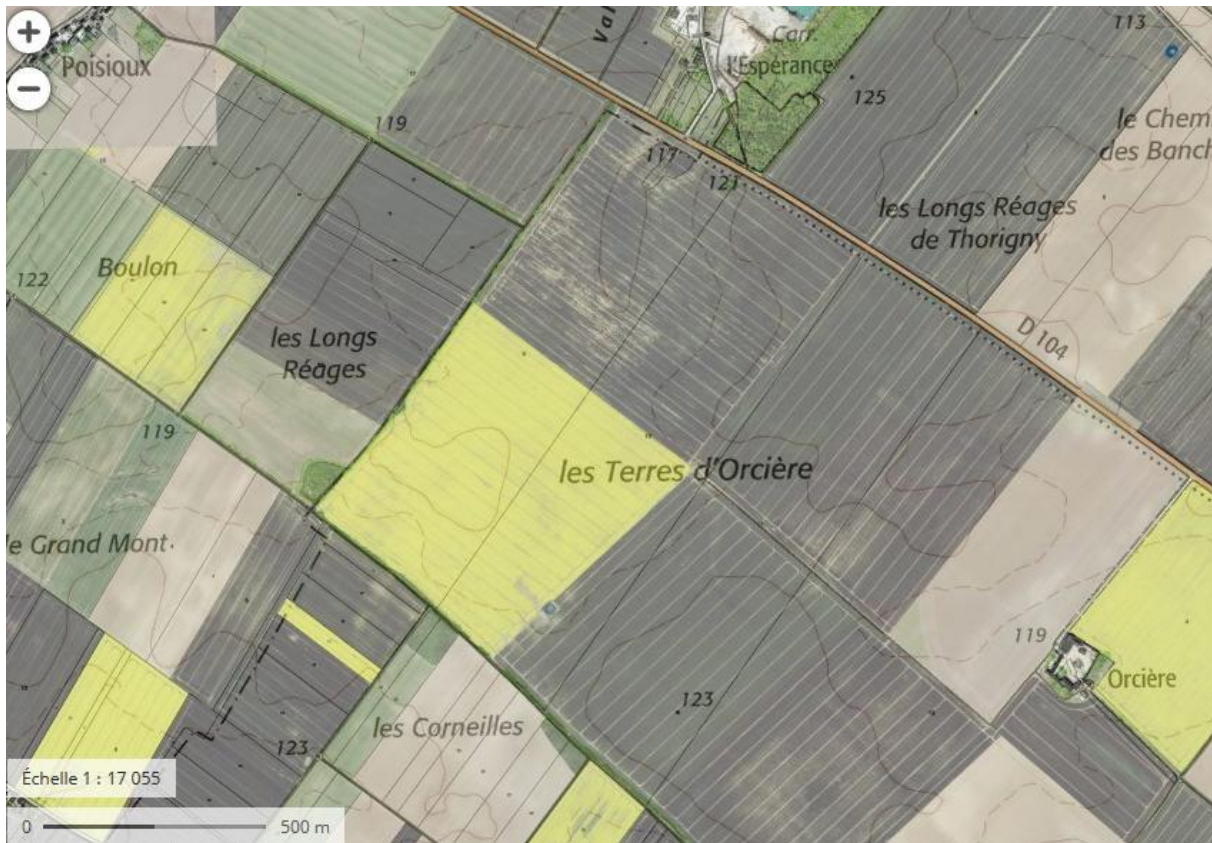 +
113
Val
Carr.
Poisioux
l'Espérance
125
le Chem
119
des Banch
117
121
les Longs Réages
de Thorigny
Boulon
122
les Longs
Réages
D 104
119
les Terres d'Orcière
le Grand Mont.
119
Orcière
123
les Corneilles
123
Échelle 1 : 17 055
0
500 m